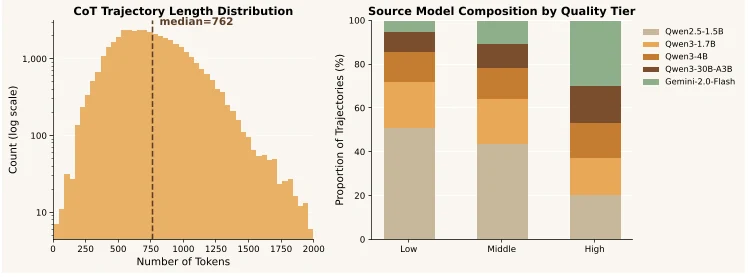 CoT Trajectory Length Distribution
median=762
Count (log scale)
1,000
100
10
0
250
500
750
1000
1250
1500
1750
2000
Number of Tokens
Source Model Composition by Quality Tier
Proportion of Trajectories (%)
100
80
60
40
20
0
Low
Middle
High
Qwen2.5-1.5B
Qwen3-1.7B
Qwen3-4B
Qwen3-30B-A3B
Gemini-2.0-Flash